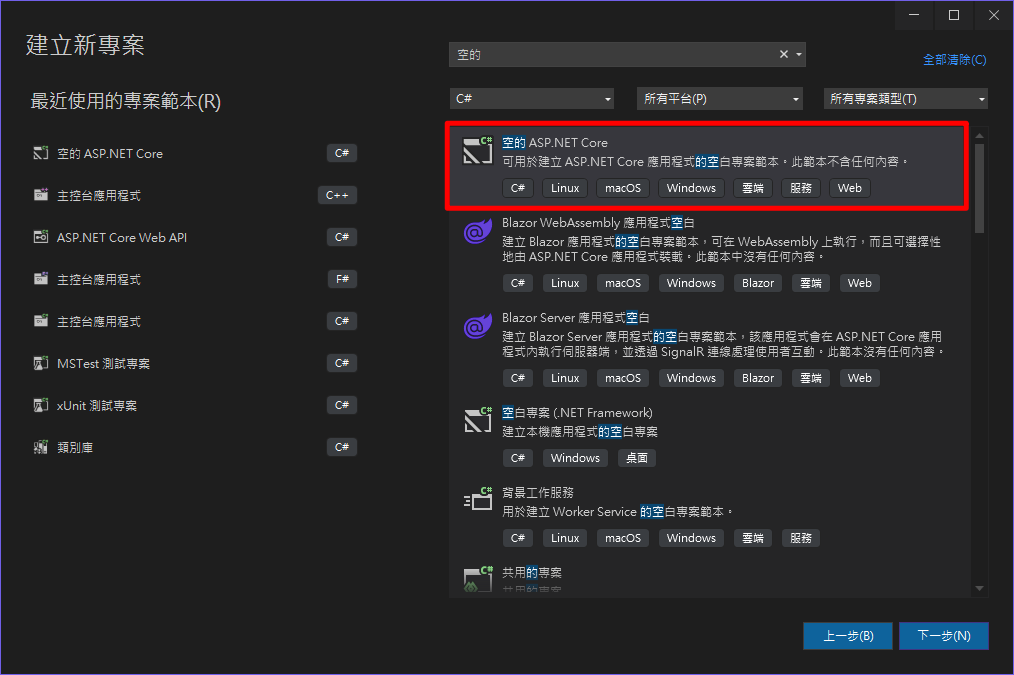 建立新專案
空的
全部清除(C)
最近使用的專案範本(R)
C#
所有平台(P)
所有專案類型(T)
空的 ASP.NET Core
C#
主控台應用程式
C++
ASP.NET Core Web API
C#
主控台應用程式
F#
主控台應用程式
C#
MSTest 測試專案
C#
xUnit 測試專案
C#
類別庫
C#
空的 ASP.NET Core
可用於建立 ASP.NET Core 應用程式的空白專案範本。此範本不含任何內容。
C# Linux macOS Windows 雲端 服務 Web
Blazor WebAssembly 應用程式空白
建立 Blazor 應用程式的空白專案範本，可在 WebAssembly 上執行，而且可選擇性
地由 ASP.NET Core 應用程式裝載。此範本中沒有任何內容。
C# Linux macOS Windows Blazor 雲端 Web
Blazor Server 應用程式空白
建立 Blazor Server 應用程式的空白專案範本，該應用程式會在 ASP.NET Core 應用
程式內執行伺服器端，並透過 SignalR 連線處理使用者互動。此範本沒有任何內容。
C# Linux macOS Windows Blazor 雲端 Web
空白專案 (.NET Framework)
建立本機應用程式的空白專案
C# Windows 桌面
背景工作服務
用於建立 Worker Service 的空白專案範本。
C# Linux macOS Windows 雲端 服務
共用的專案
共用的專案
上一步(B)
下一步(N)